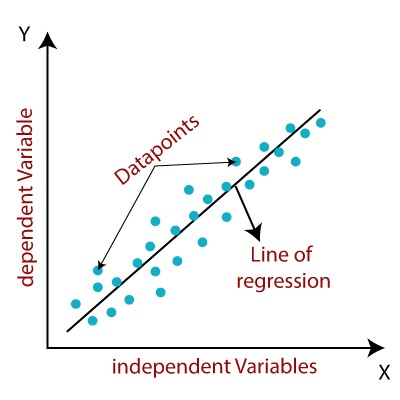 Y
dependent Variable
Datapoints
Line of
regression
independent Variables
X